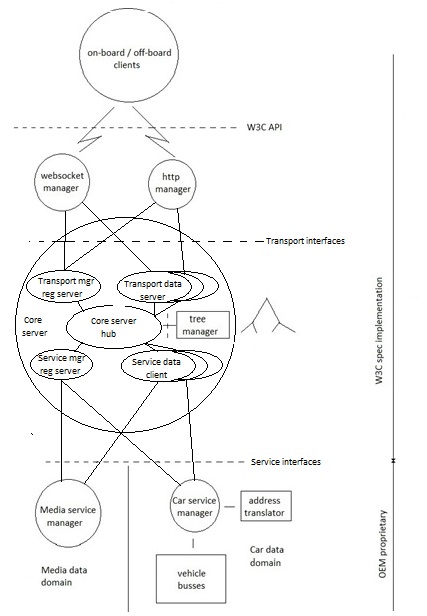 on-board / off-board
clients
W3C API
websocket
manager
http
manager
Transport interfaces
Transport mgr
reg server
Transport data
server
Core
server
Core server
hub
tree
manager
Service mgr
reg server
Service data
client
W3C spec implementation
Service interfaces
Media service
manager
Car service
manager
address
translator
OEM proprietary
Media data
domain
vehicle
busses
Car data
domain